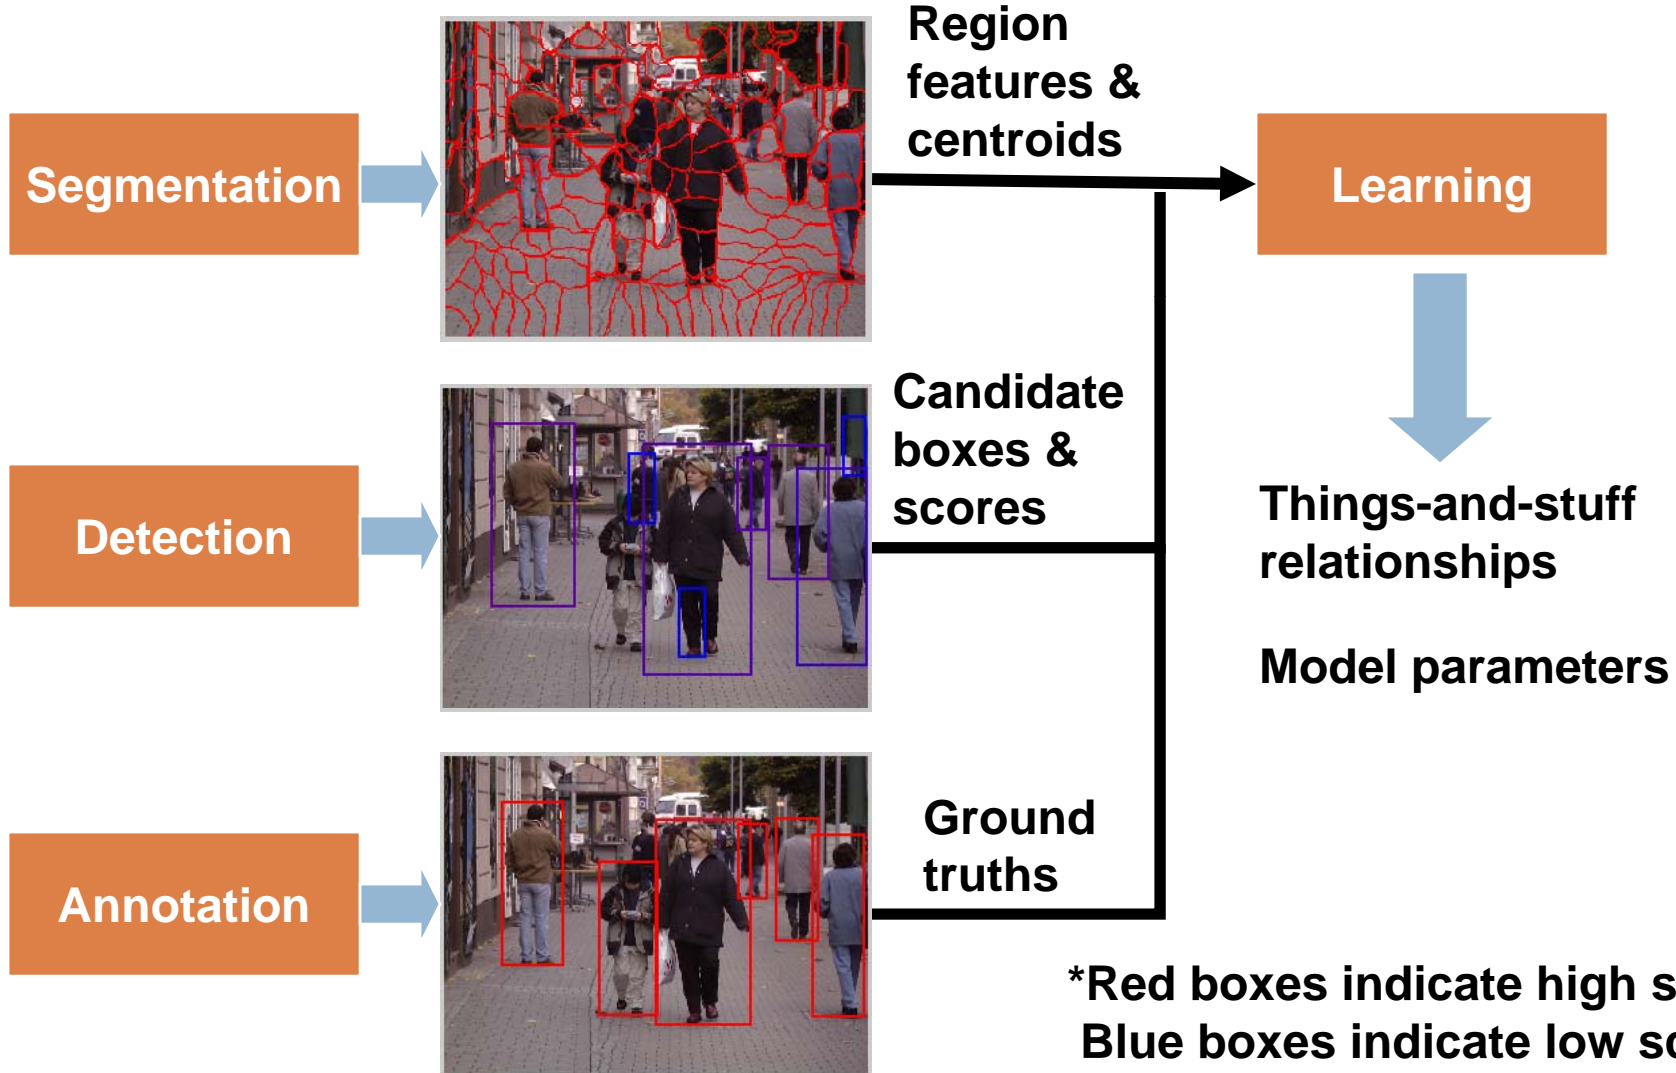 Region
features &
centroids
Segmentation
Learning
Candidate
boxes &
scores
Detection
Things-and-stuff
relationships
Model parameters
Ground
truths
Annotation
*Red boxes indicate high
Blue boxes indicate low